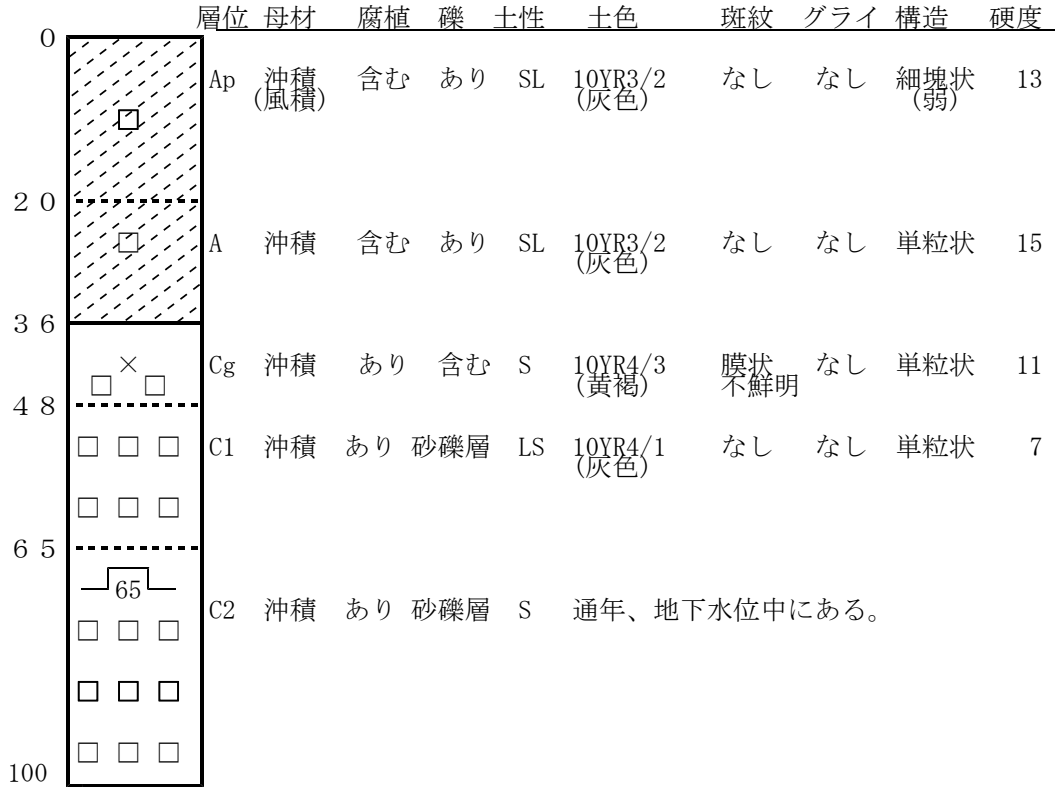 層位 母材 腐植 礫 土性 土色 斑紋 グライ 構造 硬度
0
Ap 沖積 含む あり SL 10YR3/2 なし なし 細塊状 13
(風積) (灰色) (弱)
20
A 沖積 含む あり SL 10YR3/2 なし なし 単粒状 15
(灰色)
36
Cg 沖積 あり 含む S 10YR4/3 膜状 なし 単粒状 11
(黄褐) 不鮮明
48
C1 沖積 あり 砂礫層 LS 10YR4/1 なし なし 単粒状 7
(灰色)
65
65
C2 沖積 あり 砂礫層 S 通年、地下水位中にある。
100